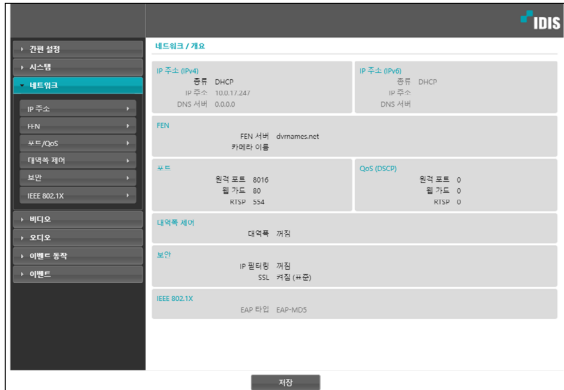 IDIS
간편 설정
시스템
네트워크
IP 주소
FEN
포트/QoS
대역폭 제어
보안
IEEE 802.1X
비디오
오디오
이벤트 동작
이벤트
네트워크 / 개요
IP 주소 (IPv4)
종류 DHCP
IP 주소 10.0.17.247
DNS 서버 0.0.0.0
IP 주소 (IPv6)
종류 DHCP
IP 주소
DNS 서버
FEN
FEN 서버 dvrnames.net
카메라 이름
포트
원격 포트 8016
웹 가드 80
RTSP 554
QoS (DSCP)
원격 포트 0
웹 가드 0
RTSP 0
대역폭 제어
대역폭 꺼짐
보안
IP 필터링 꺼짐
SSL 켜짐 (표준)
IEEE 802.1X
EAP 타입 EAP-MD5
저장